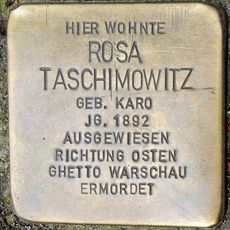 HIER WOHNTE
ROSA
TASCHIMOWITZ
GEB. KARO
JG. 1892
AUSGEWIESEN
RICHTUNG OSTEN
GHETTO WARSCHAU
ERMORDET